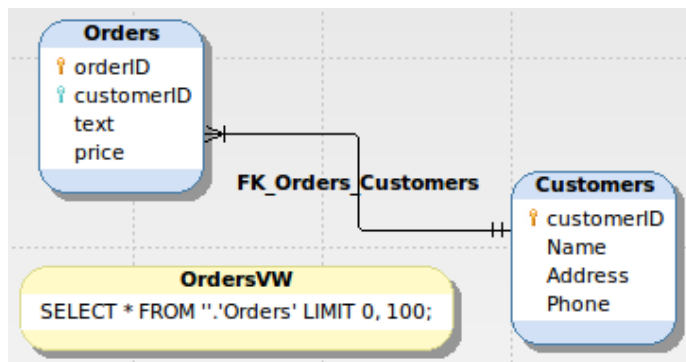 Orders
orderID
customerID
text
price
FK_Orders_Customers
Customers
customerID
Name
Address
Phone
OrdersVW
SELECT * FROM ''.'Orders' LIMIT 0, 100;